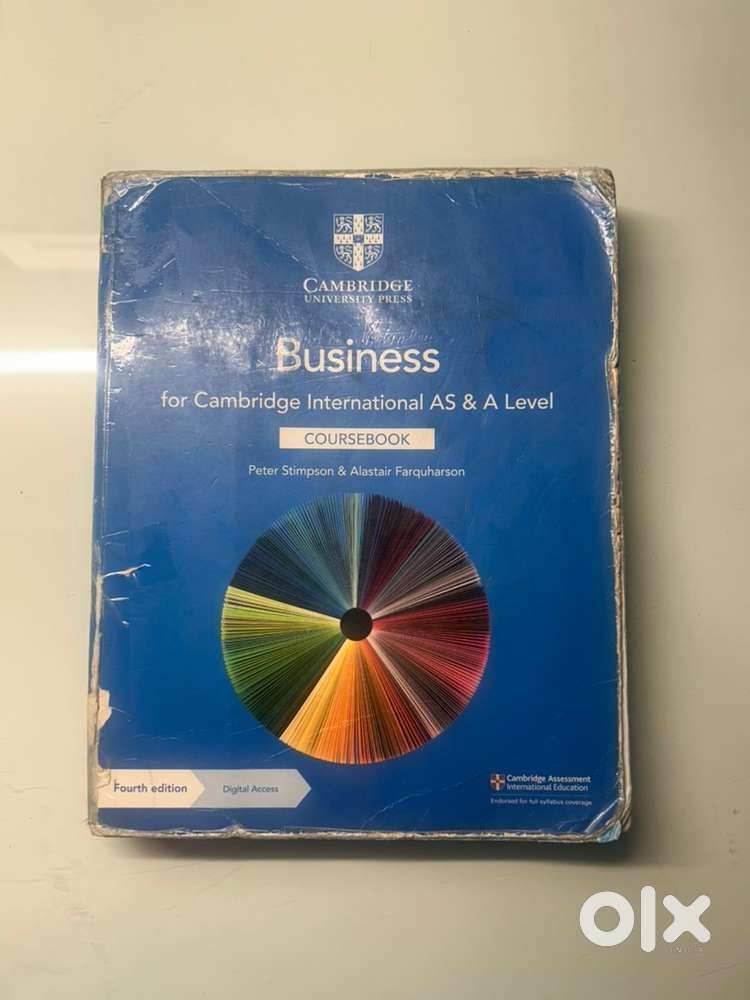 CAMBRIDGE
UNIVERSITY PRESS
Business
for Cambridge International AS & A Level
COURSEBOOK
Peter Stimpson & Alastair Farquharson
Fourth edition
Digital Access
Cambridge Assessment
International Education
Endorsed for full syllabus coverage
olx